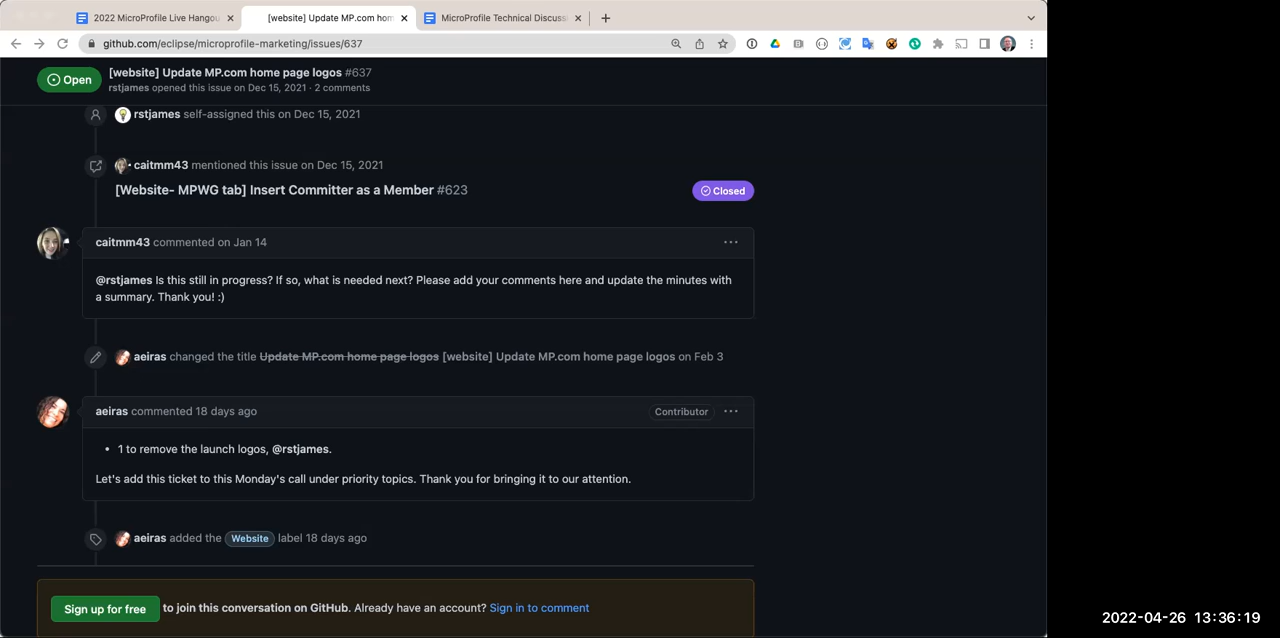 2022 MicroProfile Live Hangou
[website] Update MP.com hom
MicroProfile Technical Discuss
github.com/eclipse/microprofile-marketing/issues/637
Open
[website] Update MP.com home page logos #637
rstjames opened this issue on Dec 15, 2021 · 2 comments
rstjames self-assigned this on Dec 15, 2021
caitmm43 mentioned this issue on Dec 15, 2021
[Website- MPWG tab] Insert Committer as a Member #623
Closed
caitmm43 commented on Jan 14
@rstjames Is this still in progress? If so, what is needed next? Please add your comments here and update the minutes with
a summary. Thank you! :)
aeiras changed the title Update MP.com home page logos [website] Update MP.com home page logos on Feb 3
aeiras commented 18 days ago
Contributor
• 1 to remove the launch logos, @rstjames.
Let's add this ticket to this Monday's call under priority topics. Thank you for bringing it to our attention.
aeiras added the Website label 18 days ago
Sign up for free to join this conversation on GitHub. Already have an account? Sign in to comment
2022-04-26 13:36:19